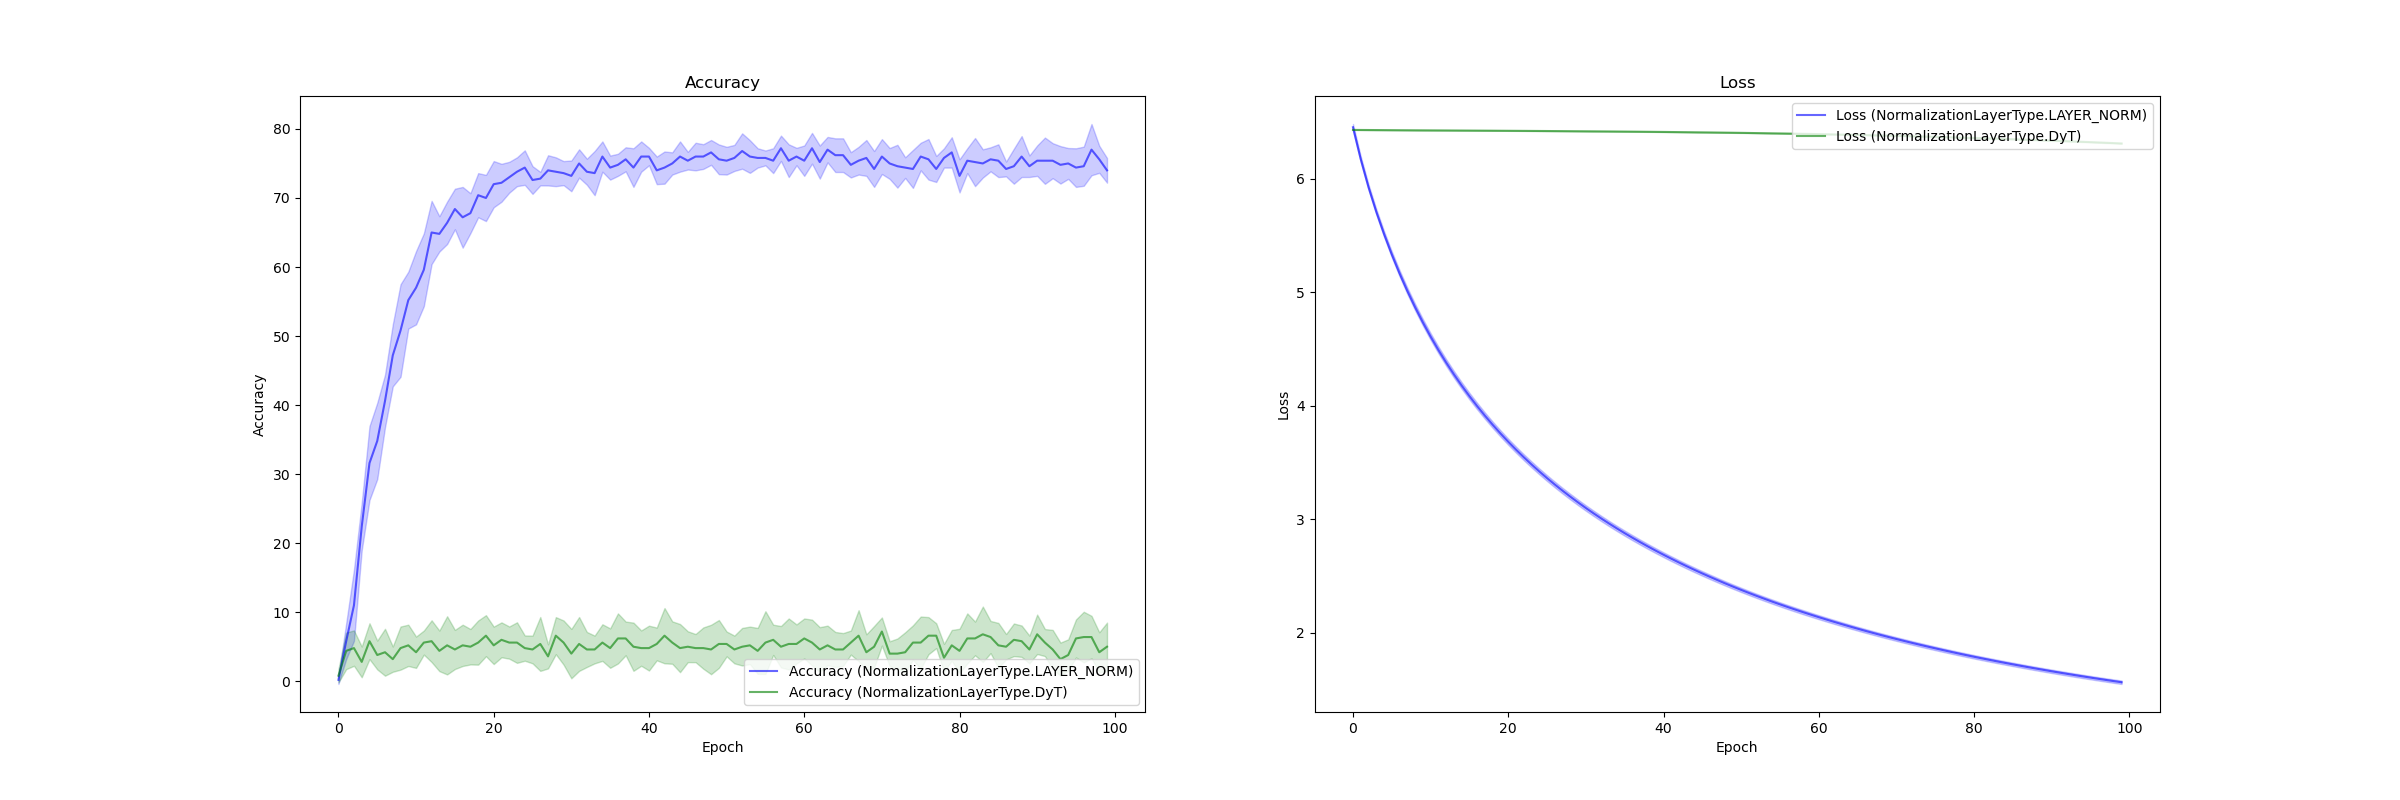 Accuracy
80
70
60
50
40
30
20
10
0
Accuracy
0 20 40 60 80 100
Epoch
Accuracy (NormalizationLayerType.LAYER_NORM)
Accuracy (NormalizationLayerType.DyT)
Loss
6
5
4
3
2
Loss
0 20 40 60 80 100
Epoch
Loss (NormalizationLayerType.LAYER_NORM)
Loss (NormalizationLayerType.DyT)